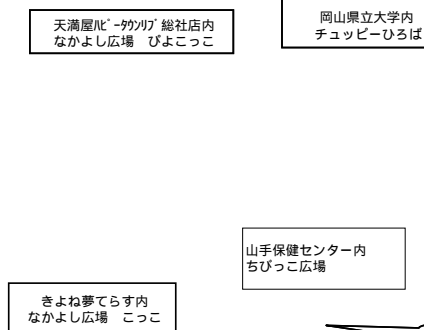 天満屋ﾊﾋﾟｰﾀｳﾝﾘﾌﾞ総社店内
なかよし広場　ぴよこっこ
岡山県立大学内
チュッピーひろば
山手保健センター内
ちびっこ広場
きよね夢てらす内
なかよし広場　こっこ